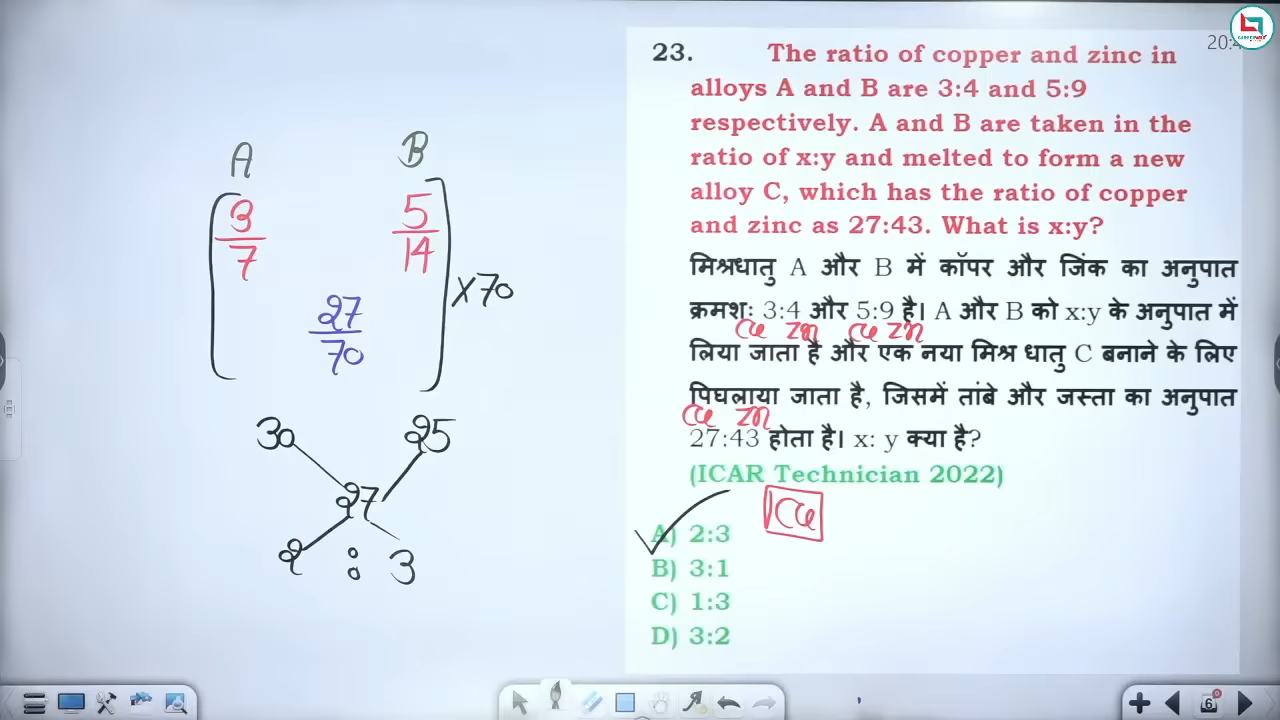 20:4
23. The ratio of copper and zinc in
alloys A and B are 3:4 and 5:9
respectively. A and B are taken in the
ratio of x:y and melted to form a new
alloy C, which has the ratio of copper
and zinc as 27:43. What is x:y?
मिश्रधातु A और B में कॉपर और जिंक का अनुपात
क्रमशः 3:4 और 5:9 है। A और B को x:y के अनुपात में
Cu Zn Cu Zn
लिया जाता है और एक नया मिश्र धातु C बनाने के लिए
पिघलाया जाता है, जिसमें तांबे और जस्ता का अनुपात
Cu Zn
27:43 होता है। x: y क्या है?
(ICAR Technician 2022)
Cu
A) 2:3
B) 3:1
C) 1:3
D) 3:2
A B
3 5
7 14
27
70
×70
30 25
27
2 : 3
6